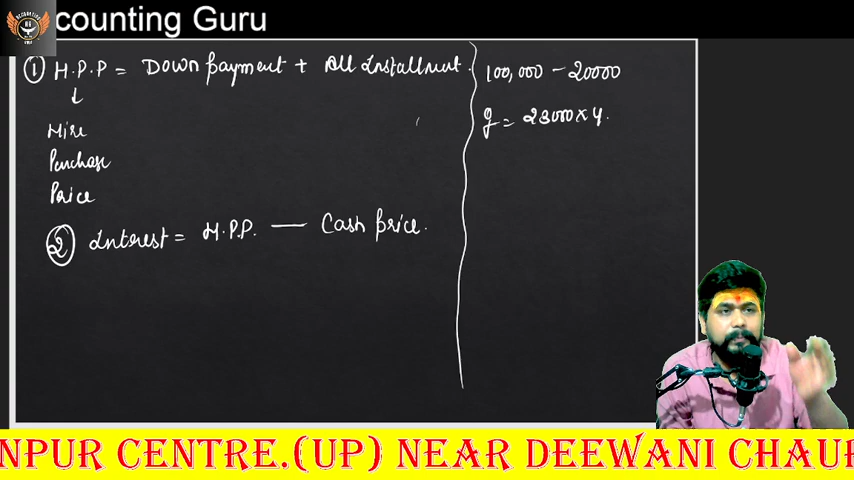 counting Guru
① H.P.P = Down payment + All Installment.
↓
Hire
Purchase
Price
② Interest = H.P.P. — Cash price.
100,000 – 20000
= 23000 × 4.
NPUR CENTRE.(UP) NEAR DEEWANI CHAU